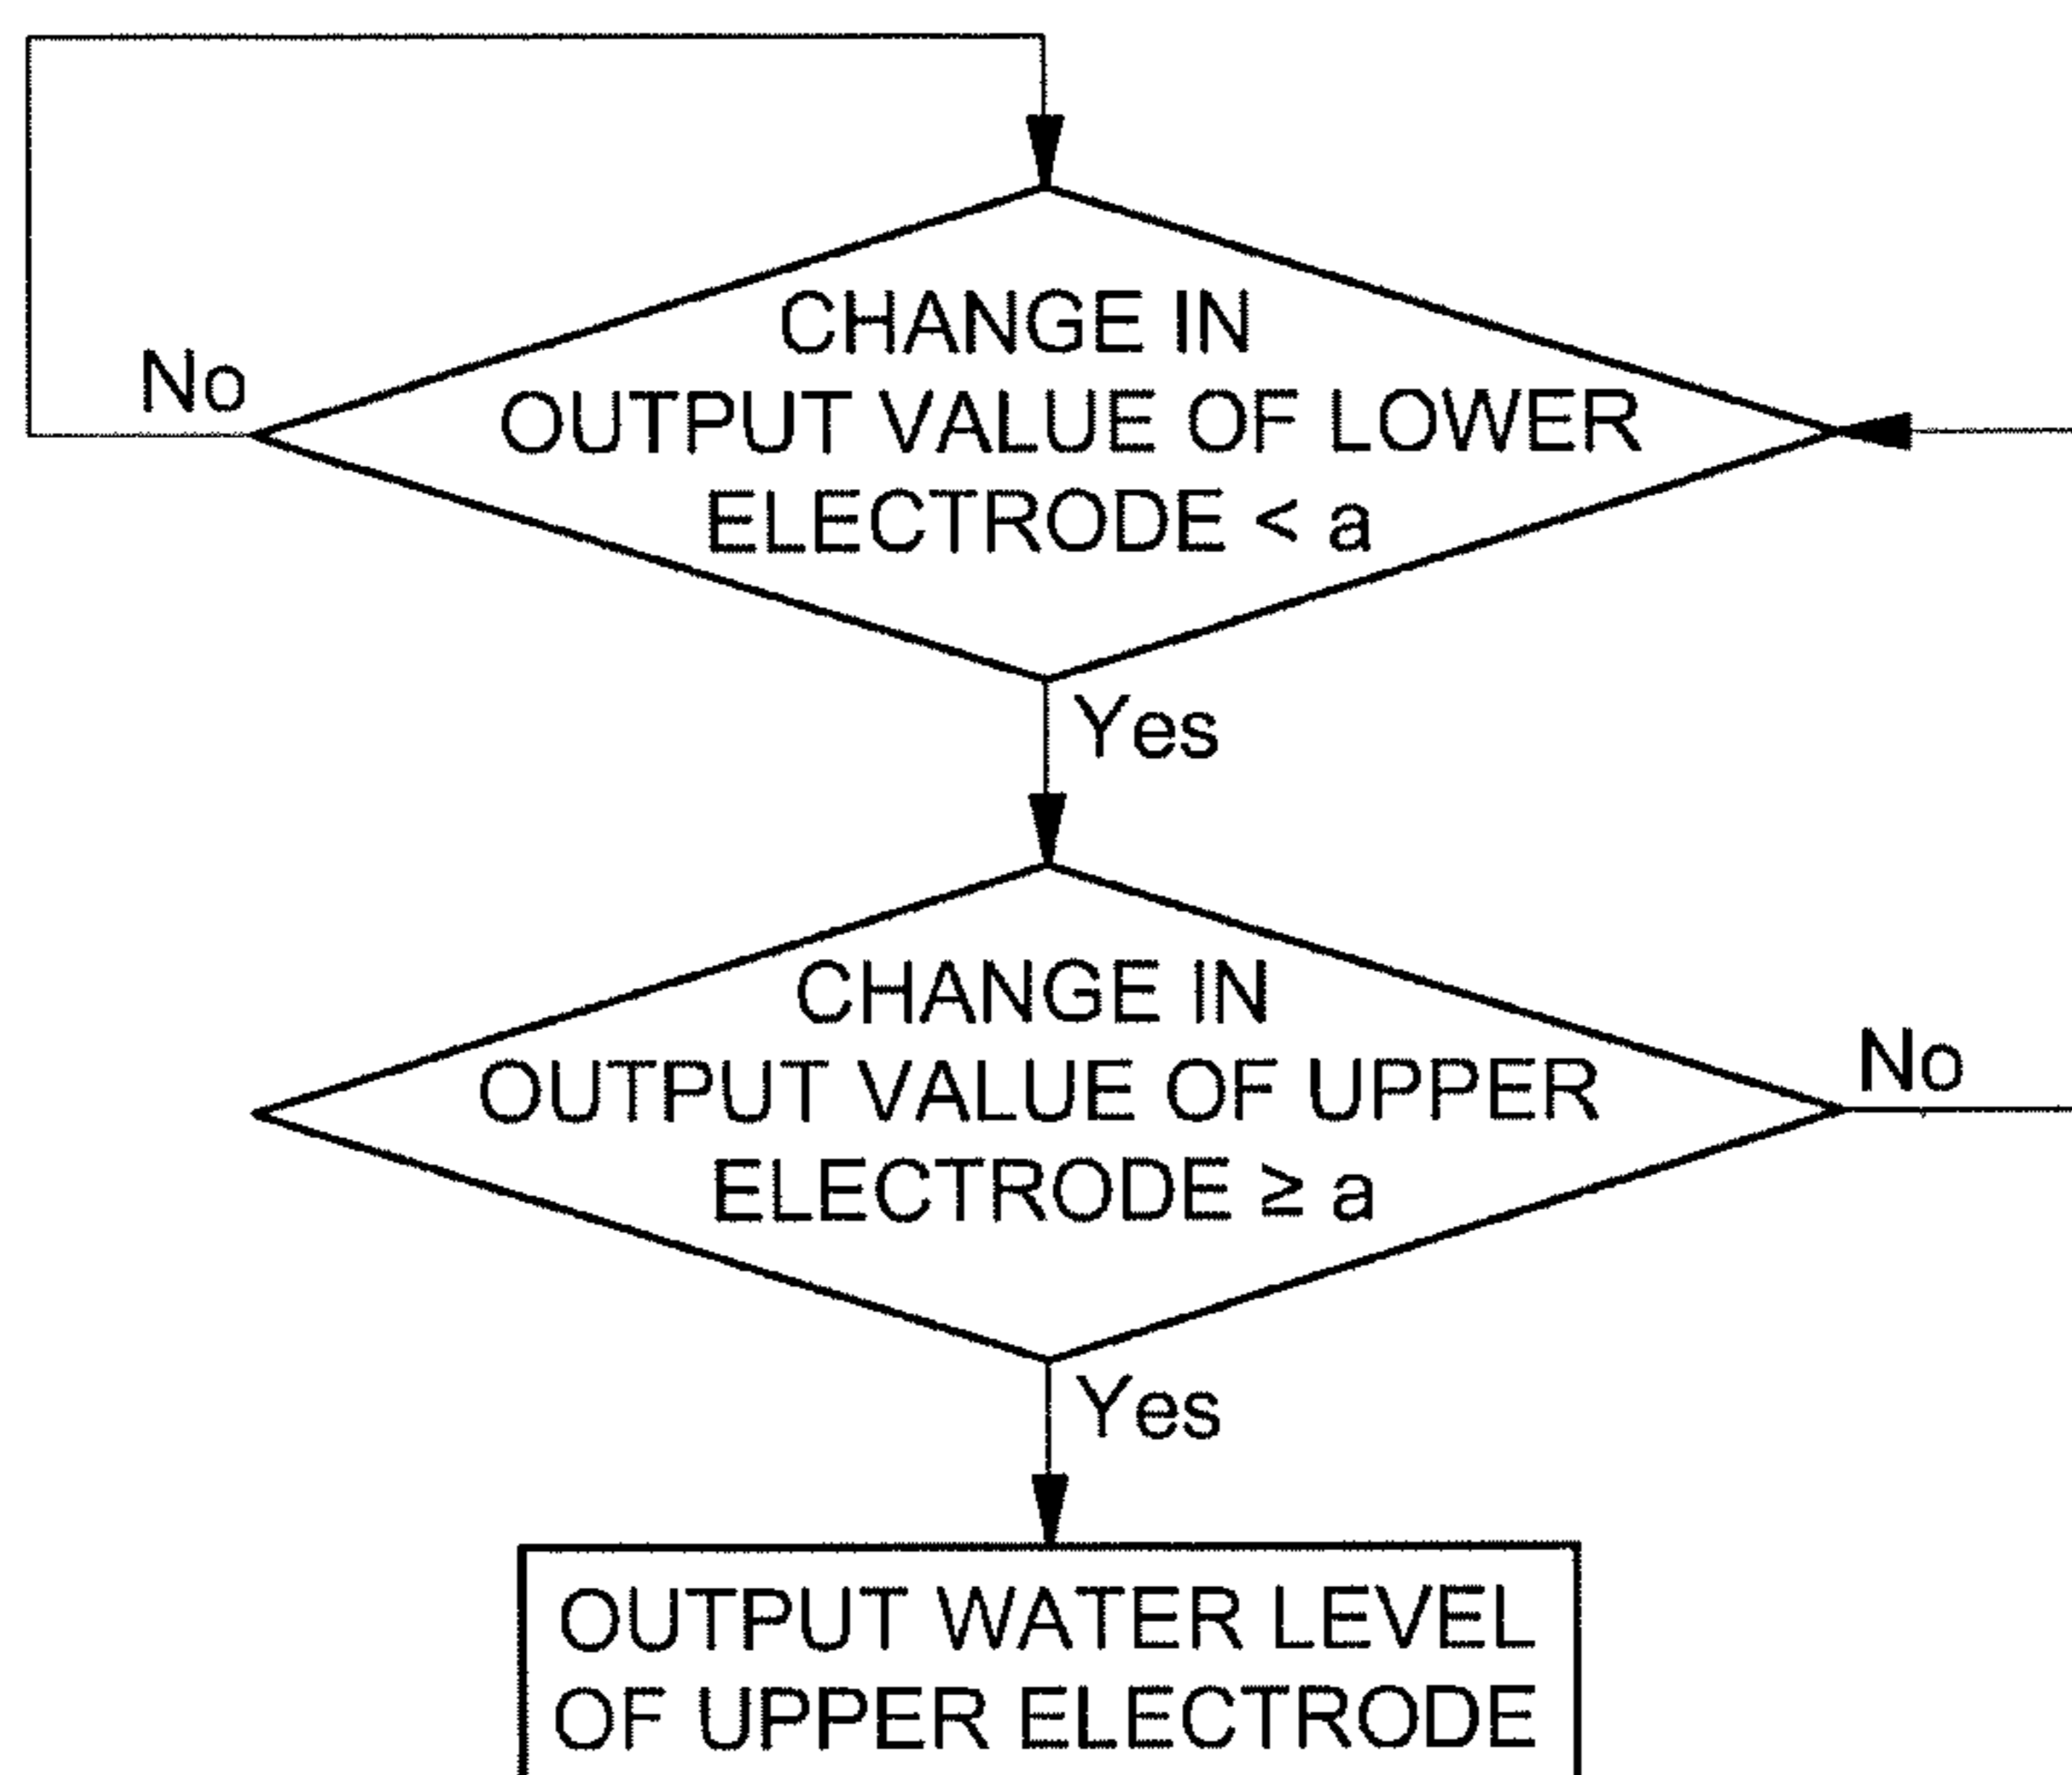 CHANGE IN
No
OUTPUT VALUE OF LOWER
ELECTRODE < a
Yes
CHANGE IN
OUTPUT VALUE OF UPPER
No
ELECTRODE ≥ a
Yes
OUTPUT WATER LEVEL
OF UPPER ELECTRODE